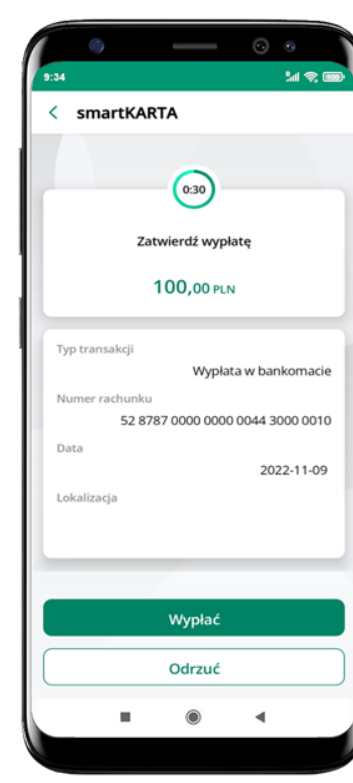 9:34
smartKARTA
0:30
Zatwierdź wypłatę
100,00 PLN
Typ transakcji
Wypłata w bankomacie
Numer rachunku
52 8787 0000 0000 0044 3000 0010
Data
2022-11-09
Lokalizacja
Wypłać
Odrzuć